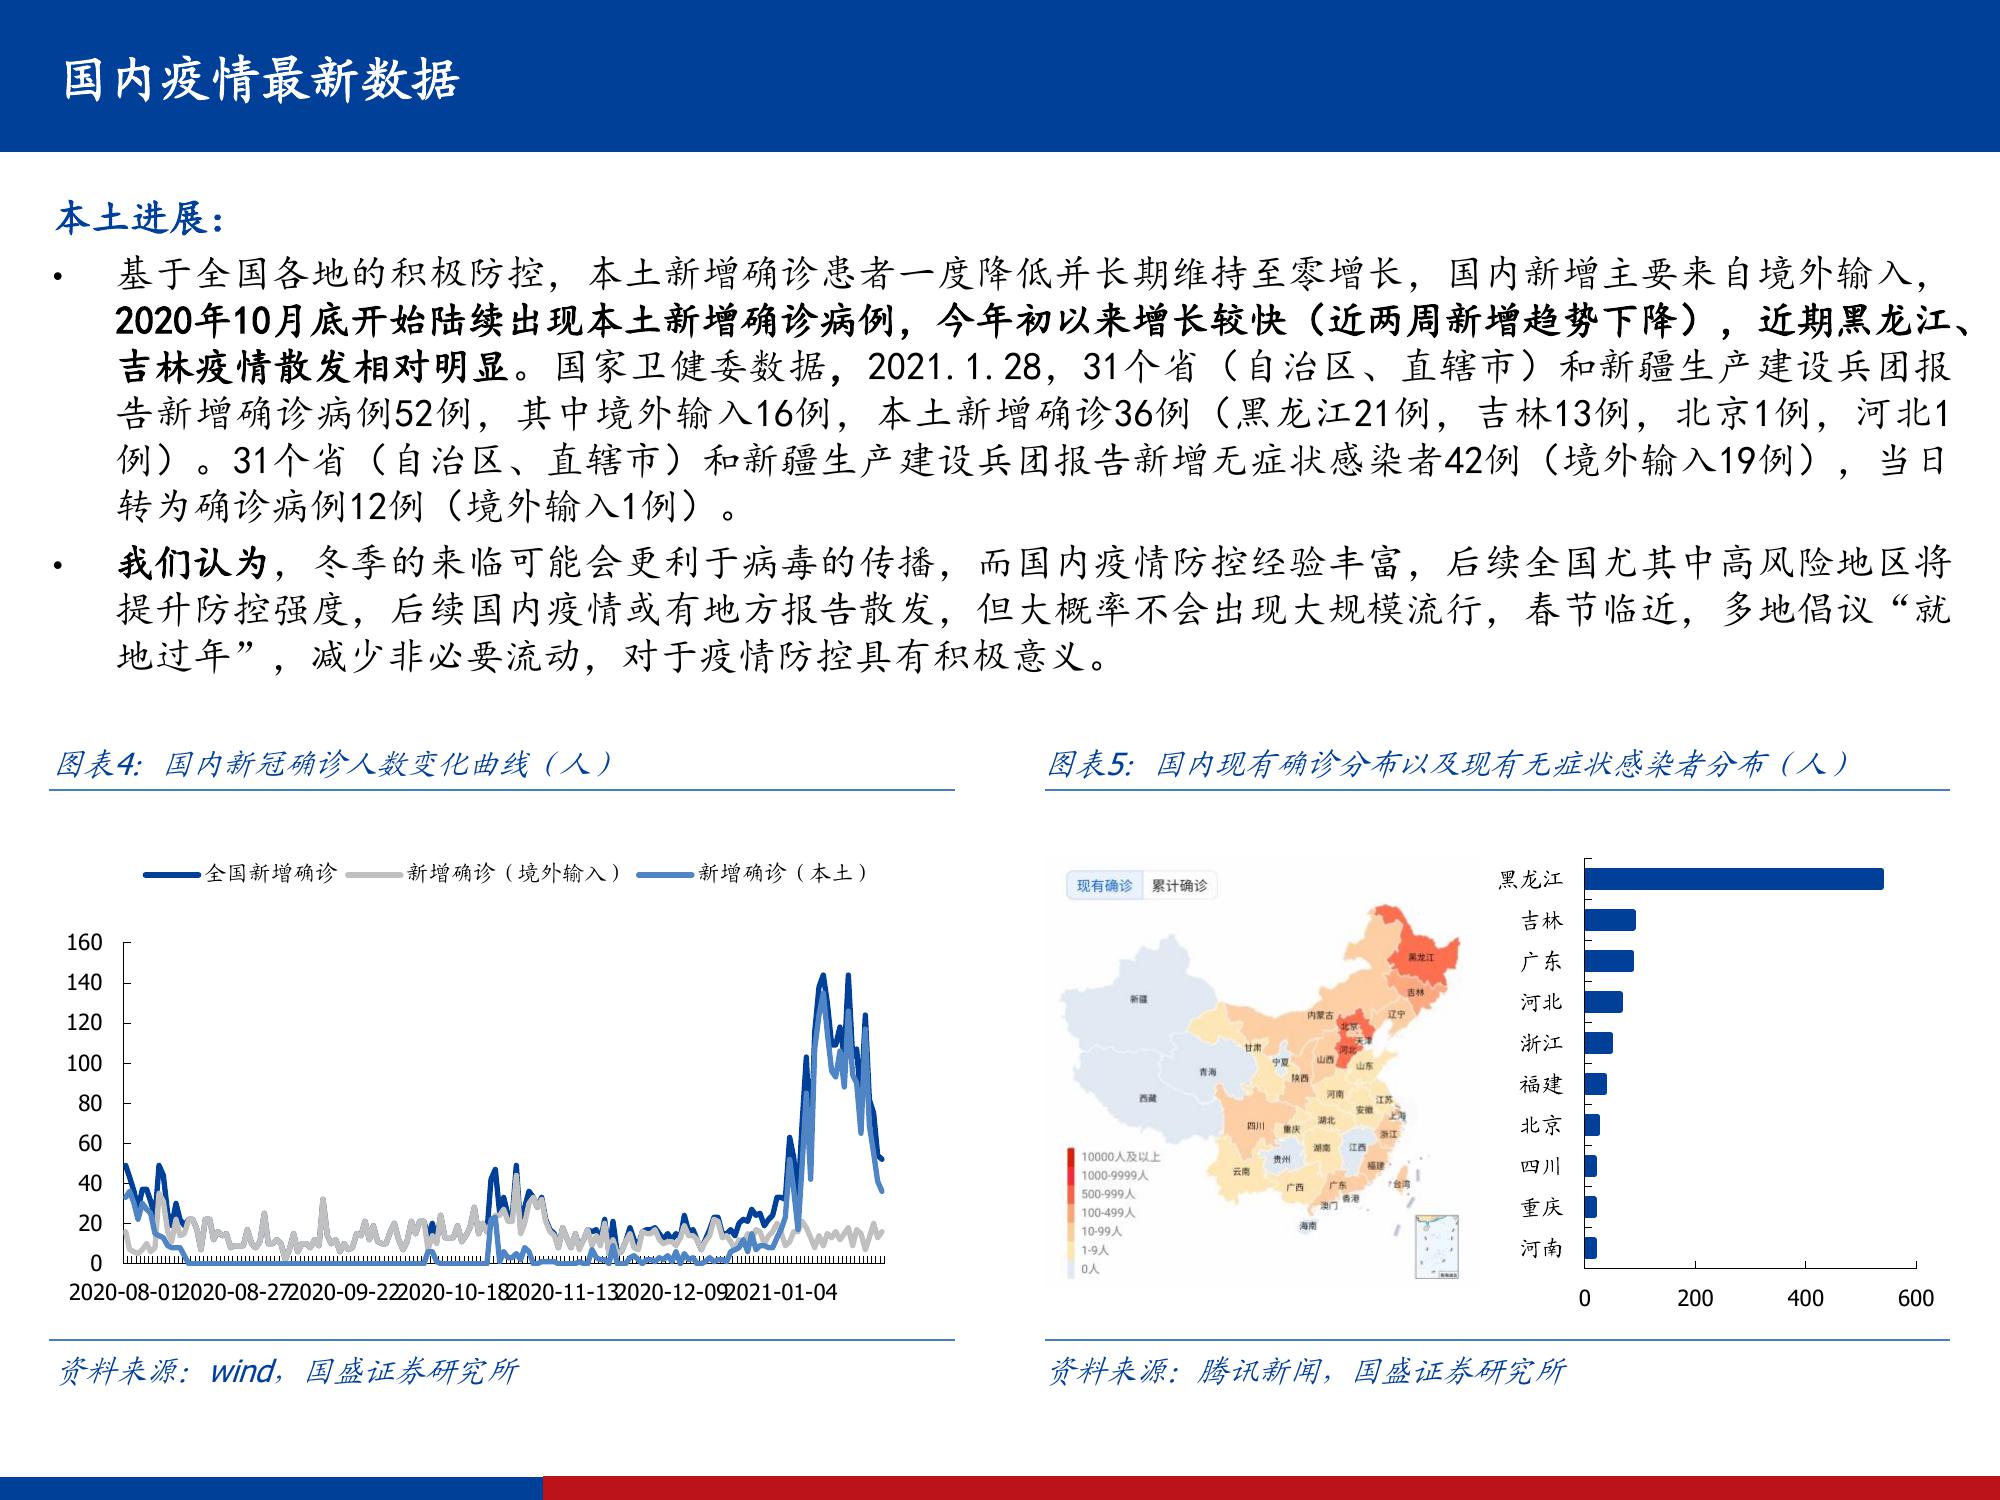 国内疫情最新数据
本土进展：
• 基于全国各地的积极防控，本土新增确诊患者一度降低并长期维持至零增长，国内新增主要来自境外输入，
2020年10月底开始陆续出现本土新增确诊病例，今年初以来增长较快（近两周新增趋势下降），近期黑龙江、
吉林疫情散发相对明显。国家卫健委数据，2021.1.28，31个省（自治区、直辖市）和新疆生产建设兵团报
告新增确诊病例52例，其中境外输入16例，本土新增确诊36例（黑龙江21例，吉林13例，北京1例，河北1
例）。31个省（自治区、直辖市）和新疆生产建设兵团报告新增无症状感染者42例（境外输入19例），当日
转为确诊病例12例（境外输入1例）。
• 我们认为，冬季的来临可能会更利于病毒的传播，而国内疫情防控经验丰富，后续全国尤其中高风险地区将
提升防控强度，后续国内疫情或有地方报告散发，但大概率不会出现大规模流行，春节临近，多地倡议“就
地过年”，减少非必要流动，对于疫情防控具有积极意义。
图表4：国内新冠确诊人数变化曲线（人）
全国新增确诊 新增确诊（境外输入） 新增确诊（本土）
160
140
120
100
80
60
40
20
0
2020-08-01 2020-08-27 2020-09-22 2020-10-18 2020-11-13 2020-12-09 2021-01-04
资料来源：wind，国盛证券研究所
图表5：国内现有确诊分布以及现有无症状感染者分布（人）
现有确诊 累计确诊
黑龙江
吉林
新疆
内蒙古
辽宁
北京
天津
河北
甘肃
宁夏
山西
山东
青海
陕西
西藏
河南
江苏
安徽
上海
四川
重庆
湖北
浙江
湖南
江西
贵州
福建
云南
广西
广东
台湾
香港
澳门
海南
10000人及以上
1000-9999人
500-999人
100-499人
10-99人
1-9人
0人
黑龙江
吉林
广东
河北
浙江
福建
北京
四川
重庆
河南
0 200 400 600
资料来源：腾讯新闻，国盛证券研究所